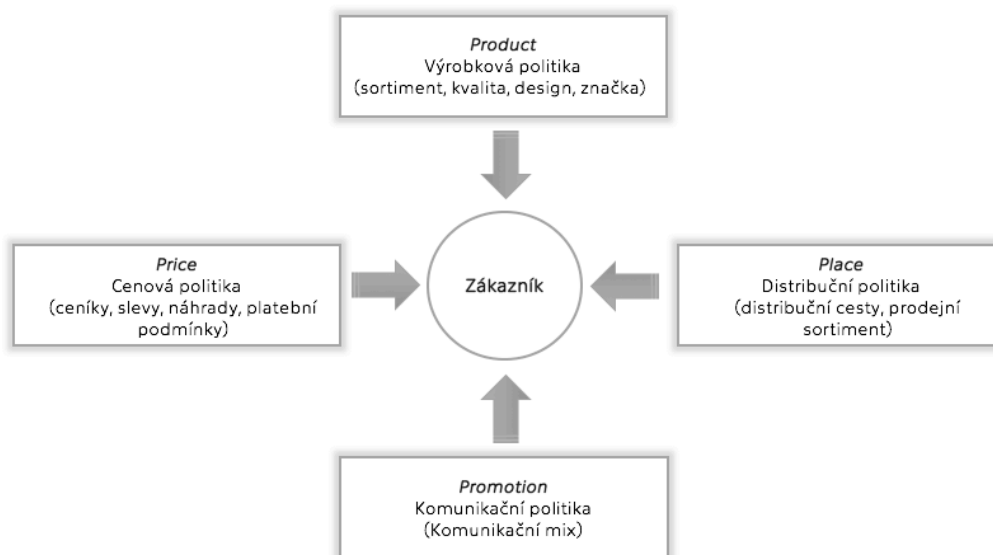 Product
Výrobková politika
(sortiment, kvalita, design, značka)
Price
Cenová politika
(ceníky, slevy, náhrady, platební
podmínky)
Zákazník
Place
Distribuční politika
(distribuční cesty, prodejní
sortiment)
Promotion
Komunikační politika
(Komunikační mix)